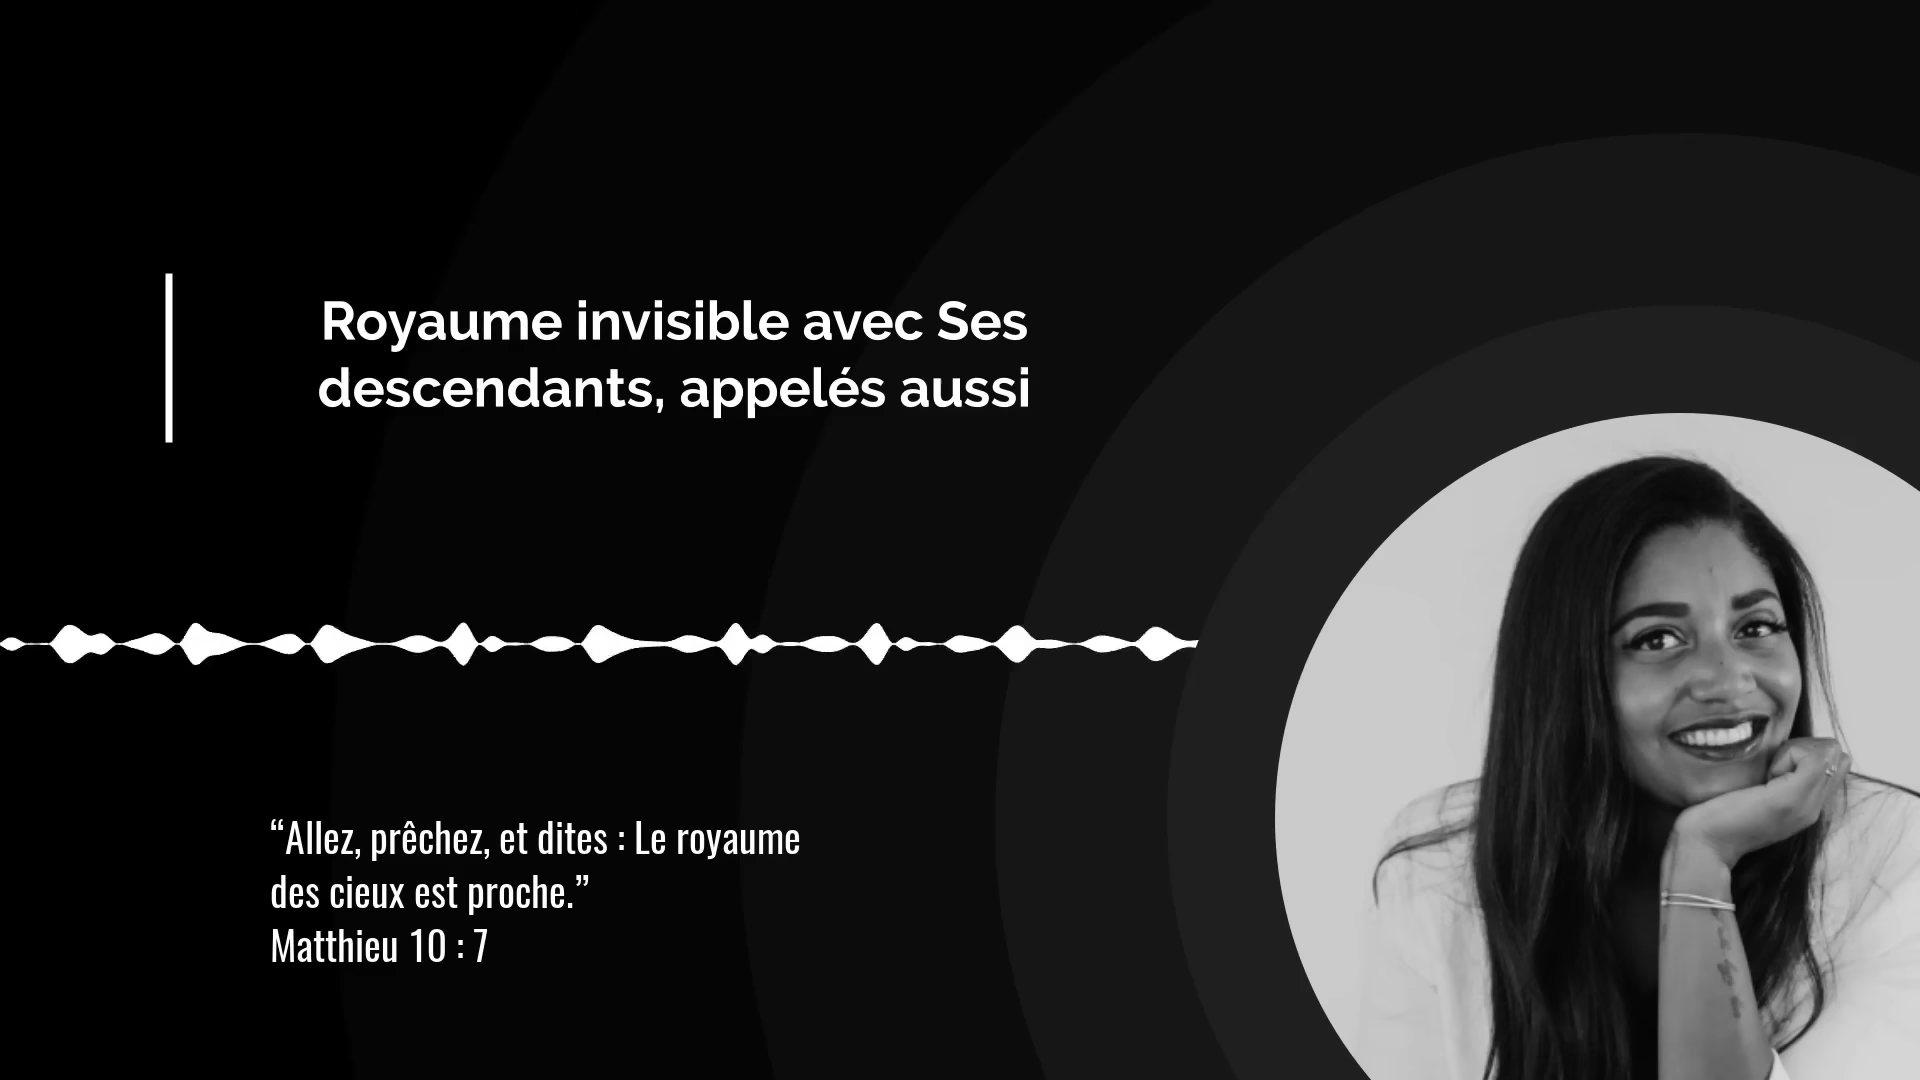 Royaume invisible avec Ses
descendants, appelés aussi
“Allez, prêchez, et dites : Le royaume
des cieux est proche.”
Matthieu 10 : 7